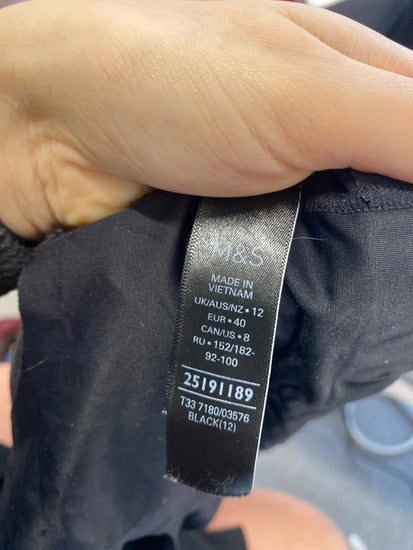 M&S
MADE IN
VIETNAM
UK/AUS/NZ • 12
EUR • 40
CAN/US • 8
RU • 152/182-
92-100
25191189
T33 7180/03576
BLACK(12)